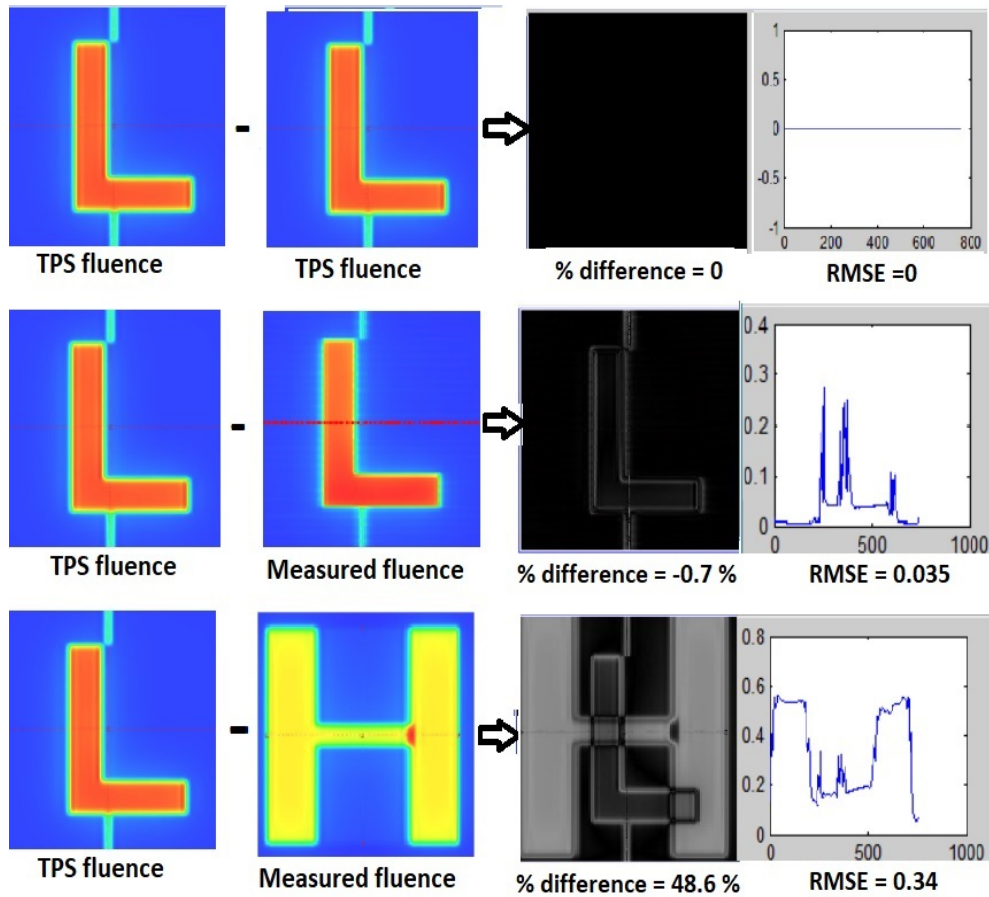 -
1
0.5
0
-0.5
-1
0 200 400 600 800
TPS fluence
TPS fluence
% difference = 0
RMSE =0
-
0.4
0.3
0.2
0.1
0
0 500 1000
TPS fluence
Measured fluence
% difference = -0.7 %
RMSE = 0.035
-
0.8
0.6
0.4
0.2
0
0 500 1000
TPS fluence
Measured fluence
% difference = 48.6 %
RMSE = 0.34